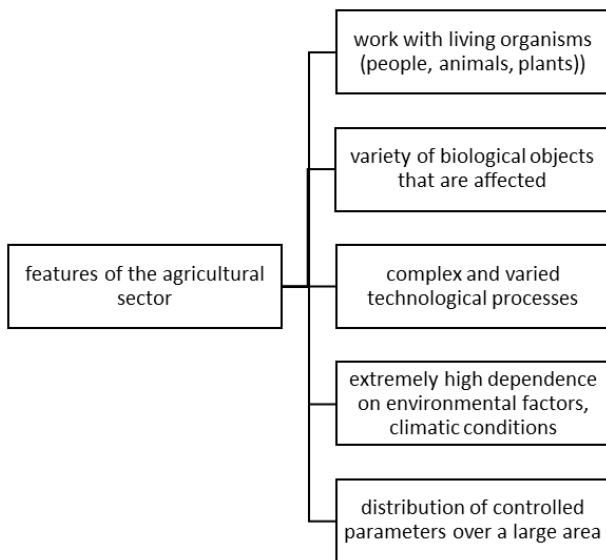 work with living organisms
(people, animals, plants))
variety of biological objects
that are affected
features of the agricultural
sector
complex and varied
technological processes
extremely high dependence
on environmental factors,
climatic conditions
distribution of controlled
parameters over a large area